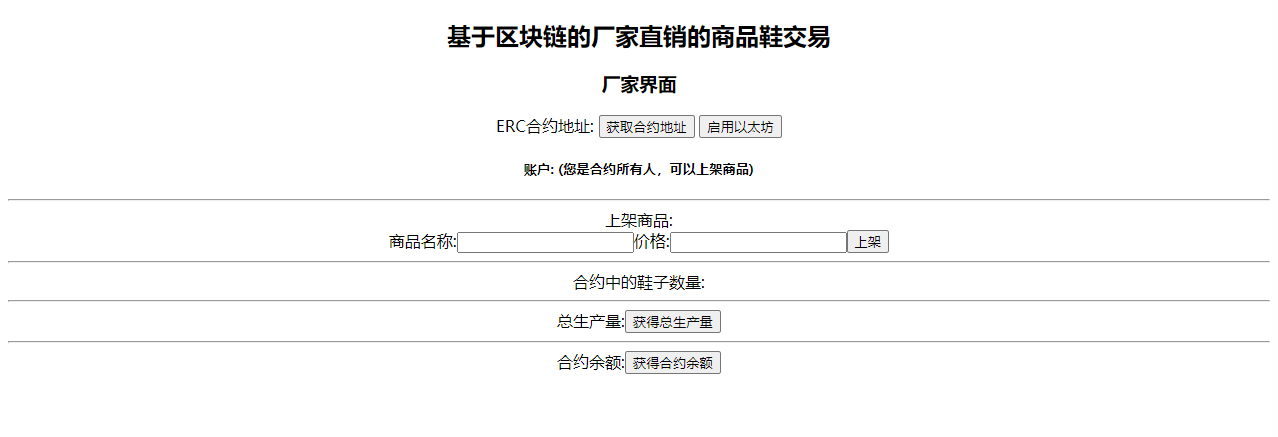 基于区块链的厂家直销的商品鞋交易
厂家界面
ERC合约地址: 获取合约地址 启用以太坊
账户: (您是合约所有人，可以上架商品)
上架商品:
商品名称: 价格: 上架
合约中的鞋子数量:
总生产量: 获得总生产量
合约余额: 获得合约余额